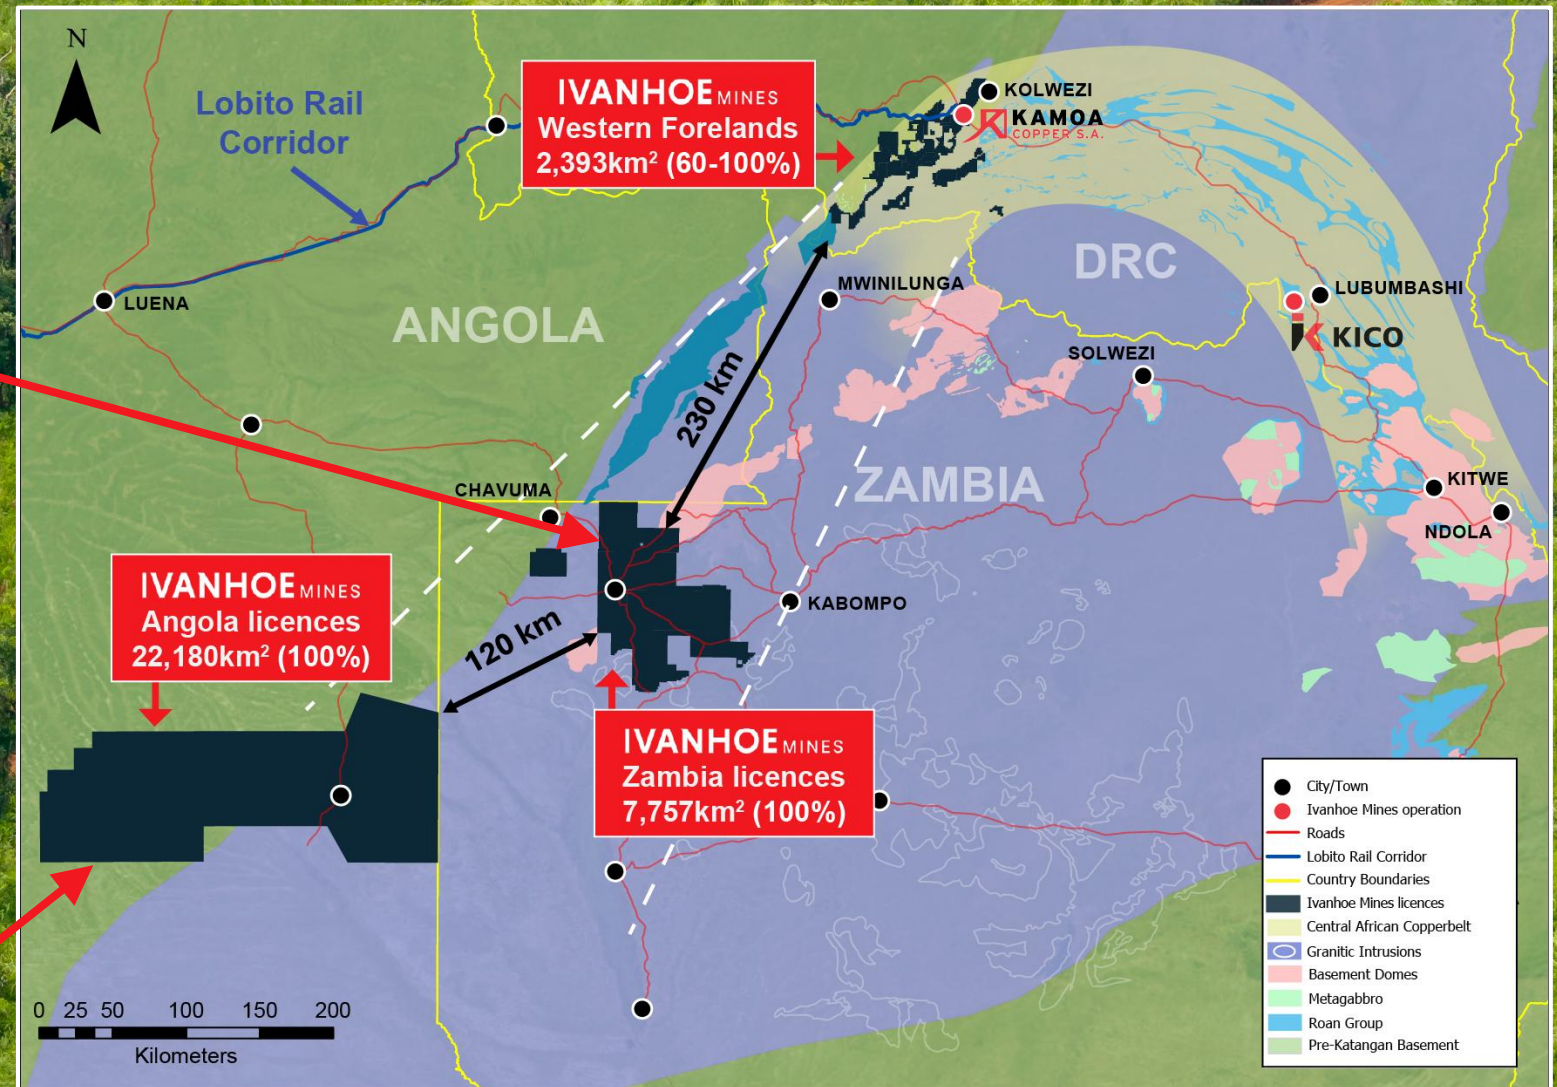 N
Lobito Rail
Corridor
IVANHOE MINES
Western Forelands
2,393km² (60-100%)
KOLWEZI
KAMOA
COPPER S.A.
DRC
MWINILUNGA
LUBUMBASHI
KICO
LUENA
ANGOLA
SOLWEZI
230 km
ZAMBIA
CHAVUMA
KITWE
NDOLA
IVANHOE MINES
Angola licences
22,180km² (100%)
120 km
KABOMPO
IVANHOE MINES
Zambia licences
7,757km² (100%)
City/Town
Ivanhoe Mines operation
Roads
Lobito Rail Corridor
Country Boundaries
Ivanhoe Mines licences
Central African Copperbelt
Granitic Intrusions
Basement Domes
Metagabbro
Roan Group
Pre-Katangan Basement
0 25 50 100 150 200
Kilometers